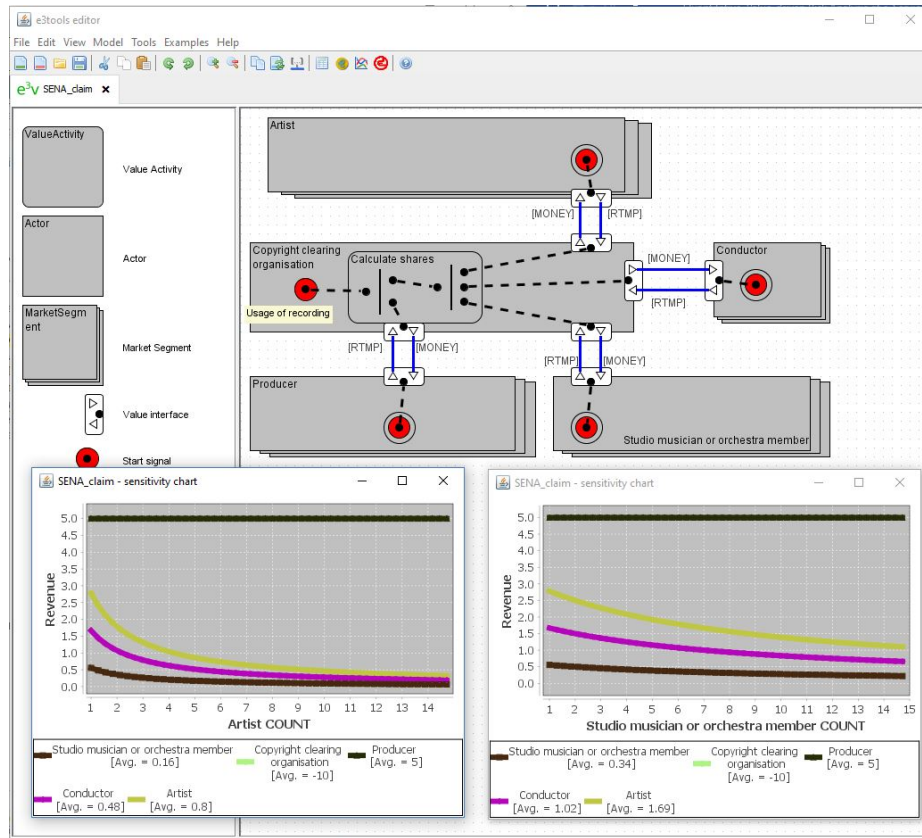 e3tools editor
File Edit View Model Tools Examples Help
e³v SENA_claim ×
ValueActivity
Value Activity
Actor
Actor
MarketSegm
ent
Market Segment
Value interface
Start signal
Artist
[MONEY] [RTMP]
Copyright clearing
organisation
Calculate shares
Usage of recording
[MONEY]
[RTMP]
Conductor
[RTMP] [MONEY]
[RTMP] [MONEY]
Producer
Studio musician or orchestra member
SENA_claim - sensitivity chart
Revenue
5.0
4.5
4.0
3.5
3.0
2.5
2.0
1.5
1.0
0.5
0.0
1 2 3 4 5 6 7 8 9 10 11 12 13 14
Artist COUNT
Studio musician or orchestra member
[Avg. = 0.16]
Copyright clearing
organisation
[Avg. = -10]
Producer
[Avg. = 5]
Conductor
[Avg. = 0.48]
Artist
[Avg. = 0.8]
SENA_claim - sensitivity chart
Revenue
5.0
4.5
4.0
3.5
3.0
2.5
2.0
1.5
1.0
0.5
0.0
1 2 3 4 5 6 7 8 9 10 11 12 13 14 15
Studio musician or orchestra member COUNT
Studio musician or orchestra member
[Avg. = 0.34]
Copyright clearing
organisation
[Avg. = -10]
Producer
[Avg. = 5]
Conductor
[Avg. = 1.02]
Artist
[Avg. = 1.69]